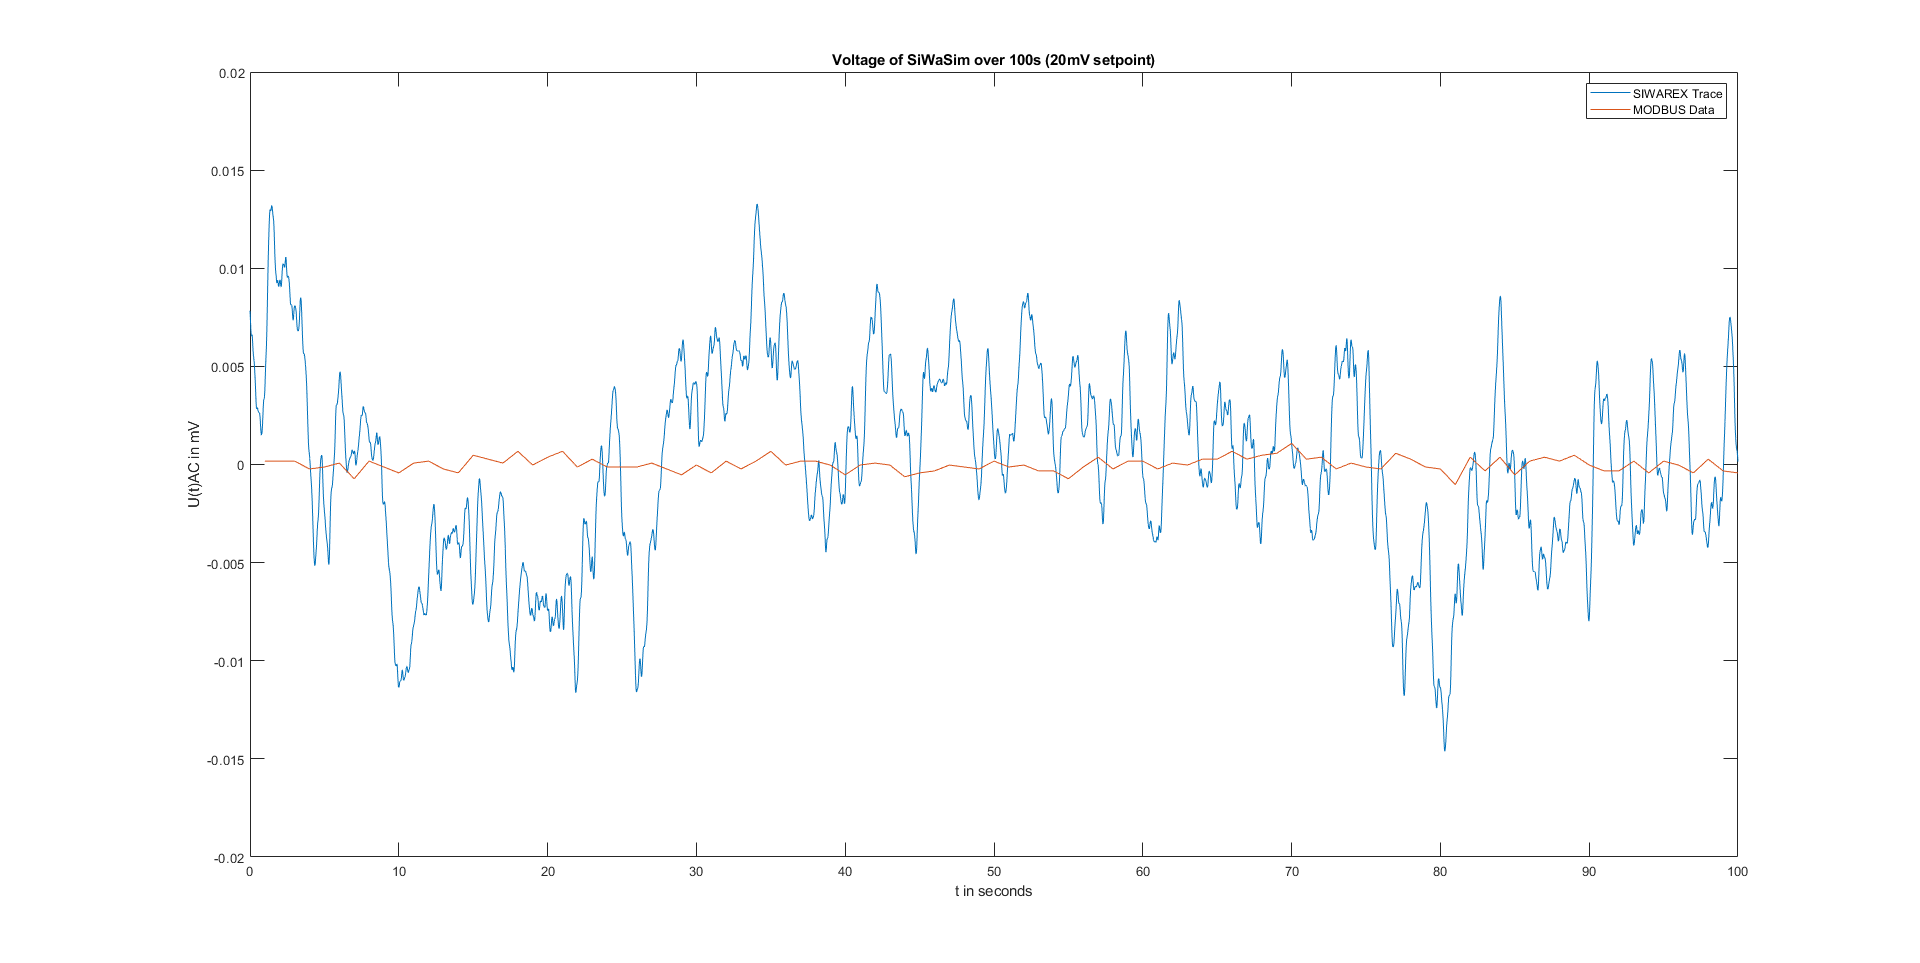 Voltage of SiWaSim over 100s (20mV setpoint)
SIWAREX Trace
MODBUS Data
0.02
0.015
0.01
0.005
0
-0.005
-0.01
-0.015
-0.02
U(t)AC in mV
0 10 20 30 40 50 60 70 80 90 100
t in seconds